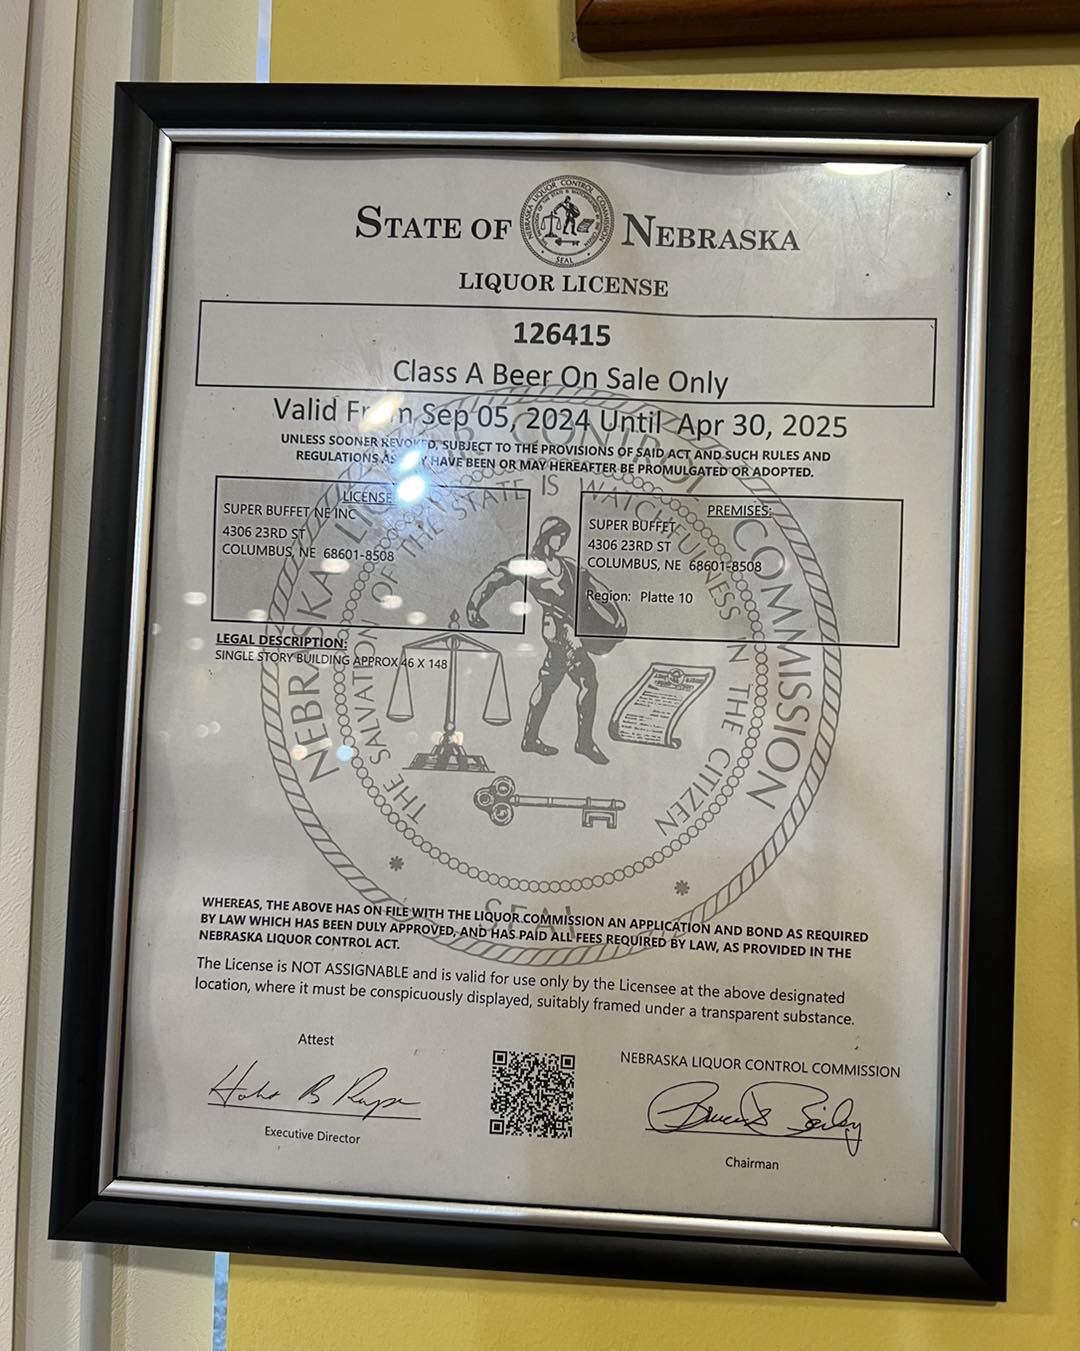 STATE OF NEBRASKA
NEBRASKA LIQUOR CONTROL COMMISSION
SEAL
LIQUOR LICENSE
126415
Class A Beer On Sale Only
Valid From Sep 05, 2024 Until Apr 30, 2025
UNLESS SOONER REVOKED, SUBJECT TO THE PROVISIONS OF SAID ACT AND SUCH RULES AND
REGULATIONS AS MAY HAVE BEEN OR MAY HEREAFTER BE PROMULGATED OR ADOPTED.
LICENSE
SUPER BUFFET NE INC
4306 23RD ST
COLUMBUS, NE 68601-8508
PREMISES:
SUPER BUFFET
4306 23RD ST
COLUMBUS, NE 68601-8508
Region: Platte 10
LEGAL DESCRIPTION:
SINGLE STORY BUILDING APPROX 46 X 148
NEBRASKA LIQUOR CONTROL COMMISSION
THE SALVATION OF THE STATE IS WATCHFULNESS IN THE CITIZEN
SEAL
WHEREAS, THE ABOVE HAS ON FILE WITH THE LIQUOR COMMISSION AN APPLICATION AND BOND AS REQUIRED
BY LAW WHICH HAS BEEN DULY APPROVED, AND HAS PAID ALL FEES REQUIRED BY LAW, AS PROVIDED IN THE
NEBRASKA LIQUOR CONTROL ACT.
The License is NOT ASSIGNABLE and is valid for use only by the Licensee at the above designated
location, where it must be conspicuously displayed, suitably framed under a transparent substance.
Attest
Executive Director
NEBRASKA LIQUOR CONTROL COMMISSION
Chairman